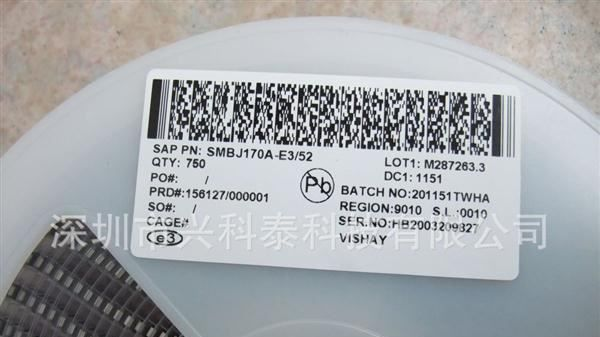 SAP PN: SMBJ170A-E3/52
LOT1: M287263.3
QTY: 750
DC1: 1151
PO#: /
Pb
BATCH NO:201151TWHA
PRD#:156127/000001
REGION:9010 S.L.:0010
SO#: /
SER.NO:HB2003209827
CAGE#
VISHAY
e3
深圳市兴科泰科技有限公司